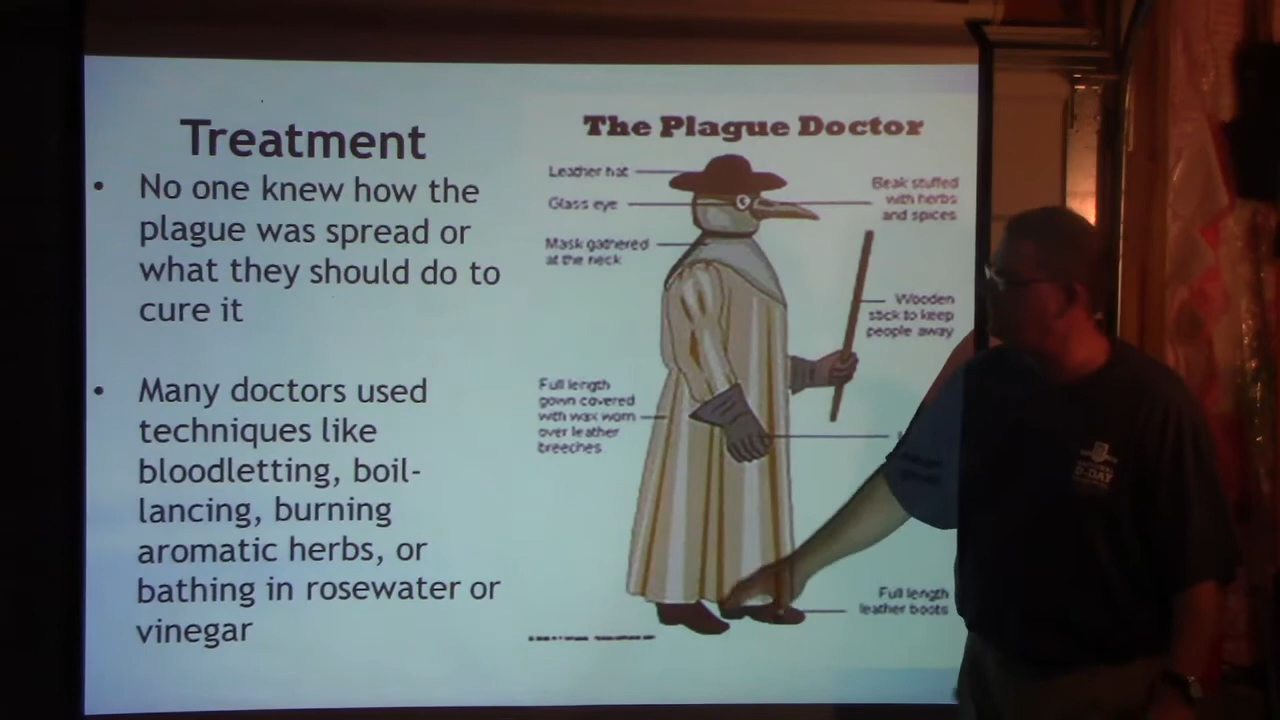 Treatment
• No one knew how the
plague was spread or
what they should do to
cure it
• Many doctors used
techniques like
bloodletting, boil-
lancing, burning
aromatic herbs, or
bathing in rosewater or
vinegar
The Plague Doctor
Leather hat
Glass eye
Mask gathered
at the neck
Beak stuffed
with herbs
and spices
Wooden
stick to keep
people away
Full length
gown covered
with wax worn
over leather
breeches
Full length
leather boots
D-DAY